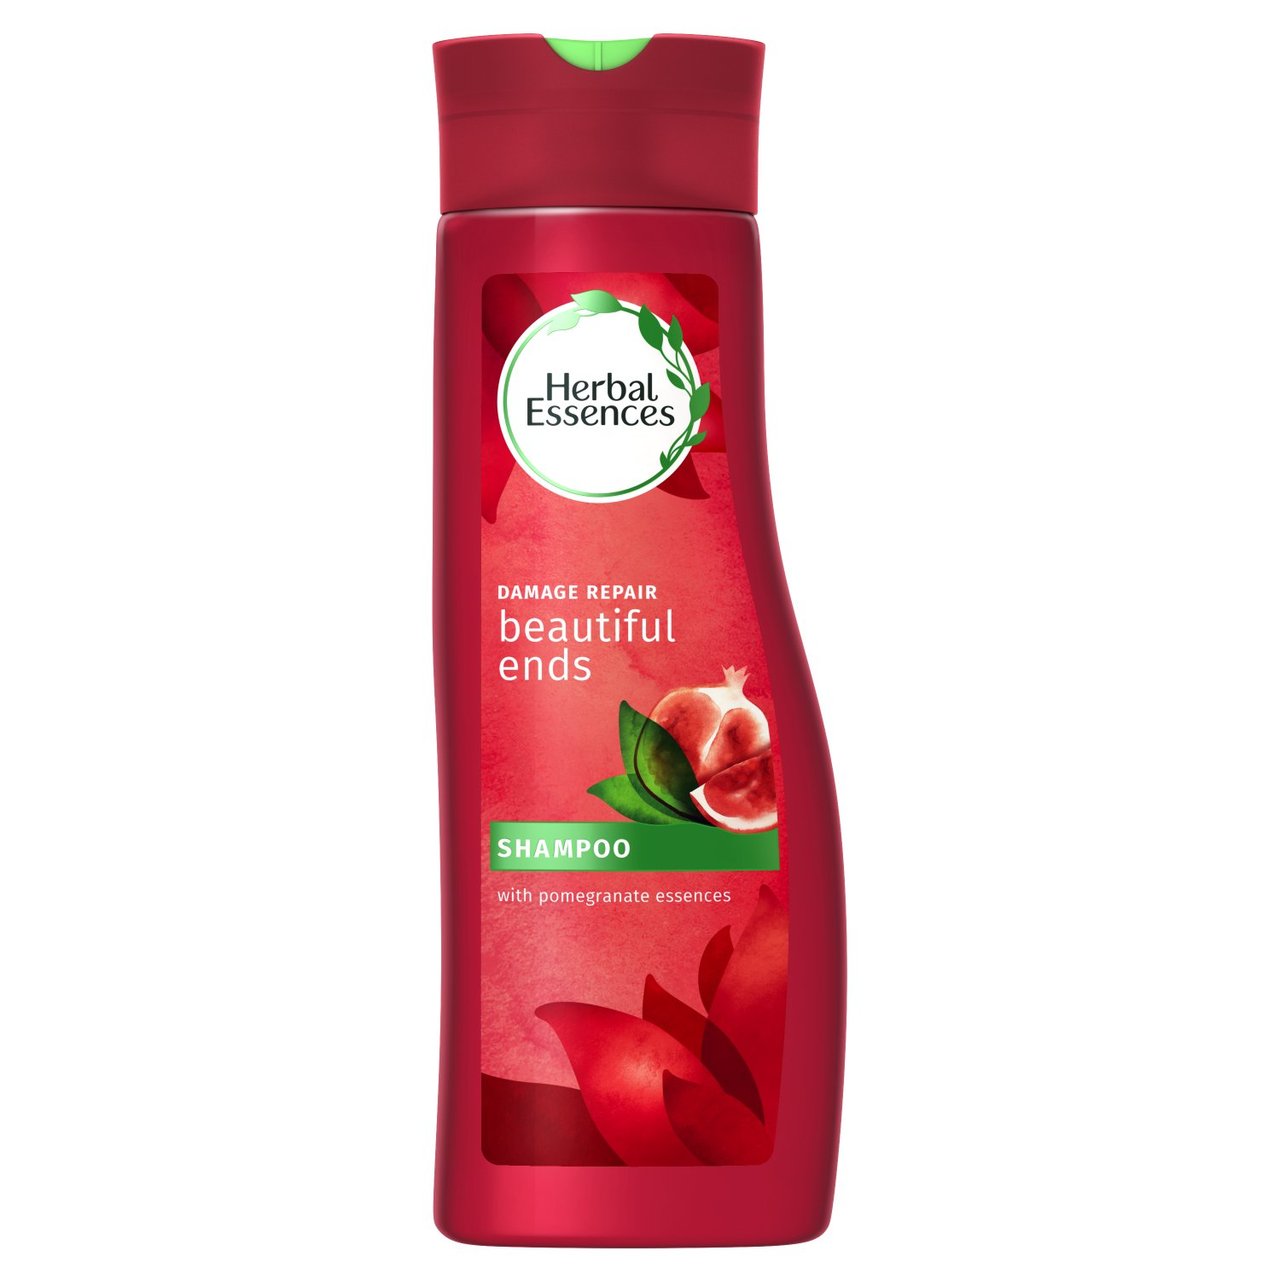 Herbal
Essences
DAMAGE REPAIR
beautiful
ends
SHAMPOO
with pomegranate essences